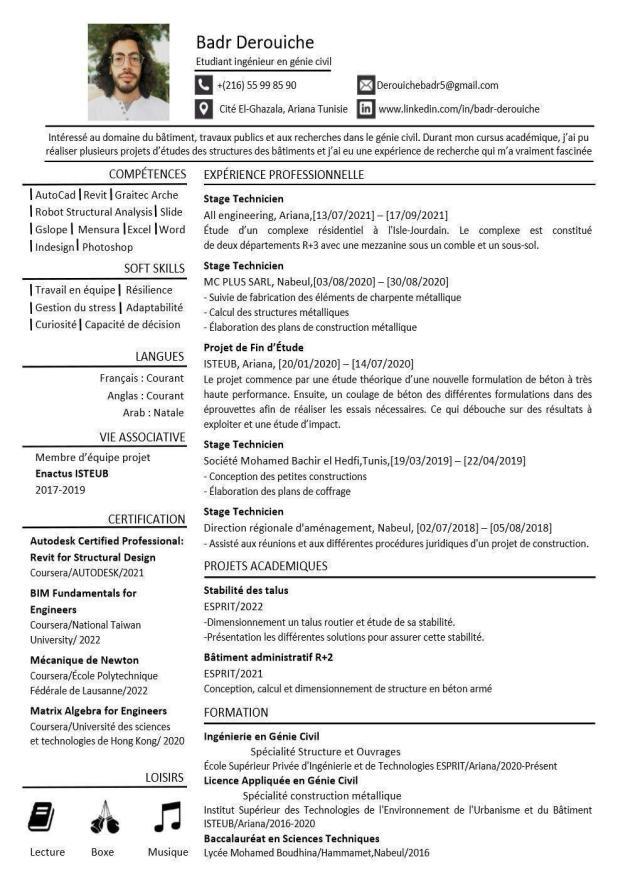 Badr Derouiche
Etudiant ingénieur en génie civil
+(216) 55 99 85 90
Derouichebadr5@gmail.com
Cité El-Ghazala, Ariana Tunisie
www.linkedin.com/in/badr-derouiche
Intéressé au domaine du bâtiment, travaux publics et aux recherches dans le génie civil. Durant mon cursus académique, j'ai pu
réaliser plusieurs projets d'études des structures des bâtiments et j'ai eu une expérience de recherche qui m'a vraiment fascinée
COMPÉTENCES
| AutoCad | Revit | Graitec Arche
| Robot Structural Analysis | Slide
| Gslope | Mensura | Excel | Word
| Indesign | Photoshop
SOFT SKILLS
| Travail en équipe | Résilience
| Gestion du stress | Adaptabilité
| Curiosité | Capacité de décision
LANGUES
Français : Courant
Anglas : Courant
Arab : Natale
VIE ASSOCIATIVE
Membre d'équipe projet
Enactus ISTEUB
2017-2019
CERTIFICATION
Autodesk Certified Professional:
Revit for Structural Design
Coursera/AUTODESK/2021
BIM Fundamentals for
Engineers
Coursera/National Taiwan
University/ 2022
Mécanique de Newton
Coursera/École Polytechnique
Fédérale de Lausanne/2022
Matrix Algebra for Engineers
Coursera/Université des sciences
et technologies de Hong Kong/ 2020
LOISIRS
Lecture Boxe Musique
EXPÉRIENCE PROFESSIONNELLE
Stage Technicien
All engineering, Ariana,[13/07/2021] – [17/09/2021]
Étude d'un complexe résidentiel à l'Isle-Jourdain. Le complexe est constitué
de deux départements R+3 avec une mezzanine sous un comble et un sous-sol.
Stage Technicien
MC PLUS SARL, Nabeul,[03/08/2020] – [30/08/2020]
- Suivie de fabrication des éléments de charpente métallique
- Calcul des structures métalliques
- Élaboration des plans de construction métallique
Projet de Fin d'Étude
ISTEUB, Ariana, [20/01/2020] – [14/07/2020]
Le projet commence par une étude théorique d'une nouvelle formulation de béton à très
haute performance. Ensuite, un coulage de béton des différentes formulations dans des
éprouvettes afin de réaliser les essais nécessaires. Ce qui débouche sur des résultats à
exploiter et une étude d'impact.
Stage Technicien
Société Mohamed Bachir el Hedfi,Tunis,[19/03/2019] – [22/04/2019]
- Conception des petites constructions
- Élaboration des plans de coffrage
Stage Technicien
Direction régionale d'aménagement, Nabeul, [02/07/2018] – [05/08/2018]
- Assisté aux réunions et aux différentes procédures juridiques d'un projet de construction.
PROJETS ACADEMIQUES
Stabilité des talus
ESPRIT/2022
-Dimensionnement un talus routier et étude de sa stabilité.
-Présentation les différentes solutions pour assurer cette stabilité.
Bâtiment administratif R+2
ESPRIT/2021
Conception, calcul et dimensionnement de structure en béton armé
FORMATION
Ingénierie en Génie Civil
Spécialité Structure et Ouvrages
École Supérieur Privée d'Ingénierie et de Technologies ESPRIT/Ariana/2020-Présent
Licence Appliquée en Génie Civil
Spécialité construction métallique
Institut Supérieur des Technologies de l'Environnement de l'Urbanisme et du Bâtiment
ISTEUB/Ariana/2016-2020
Baccalauréat en Sciences Techniques
Lycée Mohamed Boudhina/Hammamet,Nabeul/2016